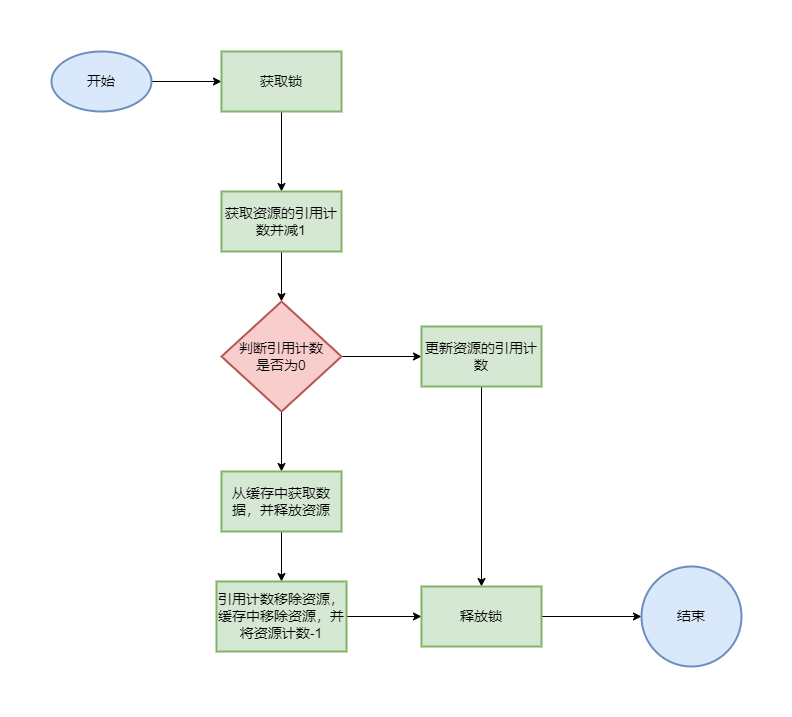 开始
获取锁
获取资源的引用计
数并减1
判断引用计数
是否为0
更新资源的引用计
数
从缓存中获取数
据，并释放资源
引用计数移除资源，
缓存中移除资源，并
将资源计数-1
释放锁
结束